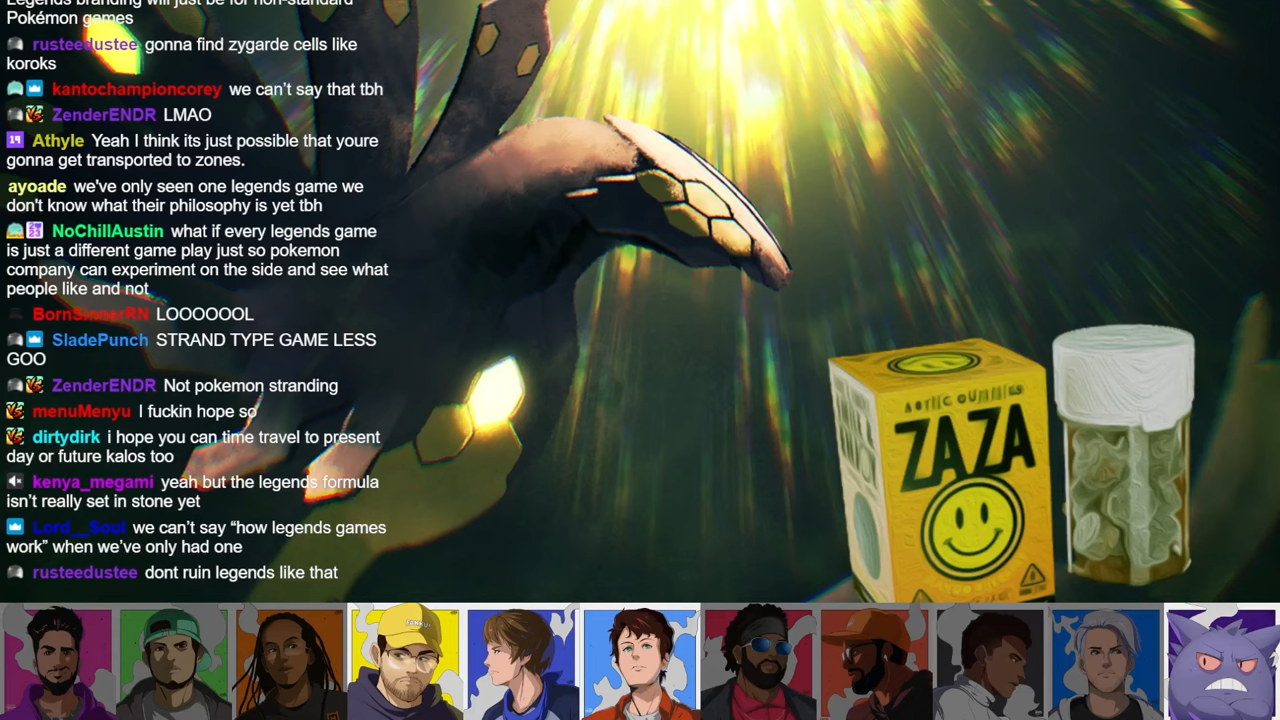 Legends branding will just be for non-standard
Pokémon games
rusteedustee gonna find zygarde cells like
koroks
kantochampioncorey we can't say that tbh
ZenderENDR LMAO
Athyle Yeah I think its just possible that youre
gonna get transported to zones.
ayoade we've only seen one legends game we
don't know what their philosophy is yet tbh
NoChillAustin what if every legends game
is just a different game play just so pokemon
company can experiment on the side and see what
people like and not
BornSinnerRN LOOOOOOL
SladePunch STRAND TYPE GAME LESS
GOO
ZenderENDR Not pokemon stranding
menuMenyu I fuckin hope so
dirtydirk i hope you can time travel to present
day or future kalos too
kenya_megami yeah but the legends formula
isn't really set in stone yet
Lord__Soul we can't say “how legends games
work” when we've only had one
rusteedustee dont ruin legends like that
ZAZA